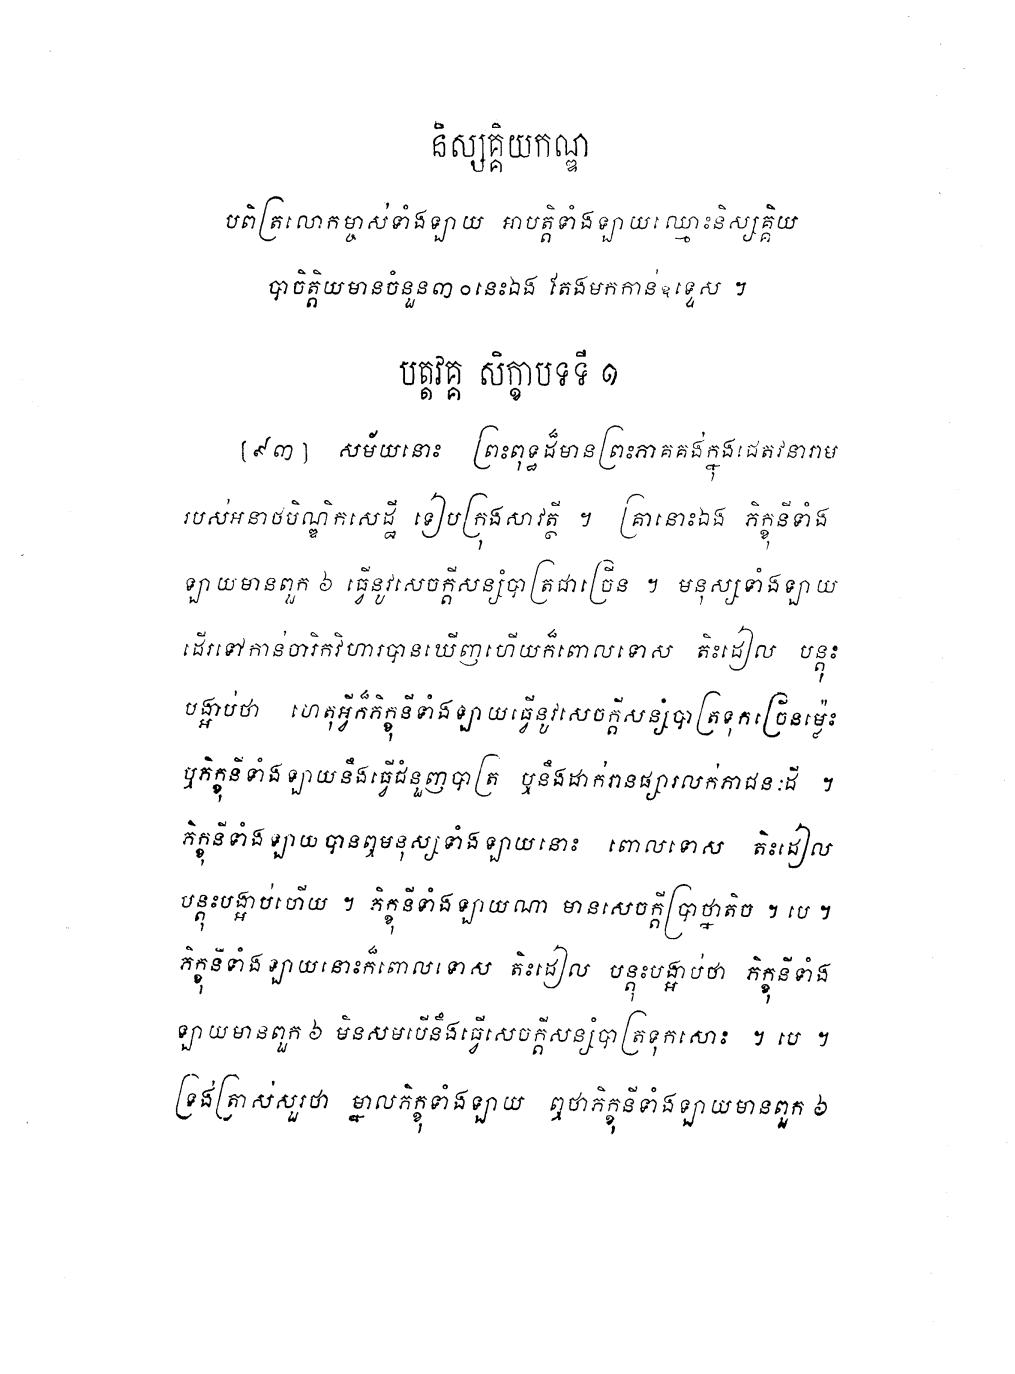 និស្សគ្គិយកណ្ឌ
បពិត្រលោកម្ចាស់ទាំងឡាយ អាបត្តិទាំងឡាយឈ្មោះនិស្សគ្គិយ
បាចិត្តិយមានចំនួន៣០នេះឯង តែងមកកាន់ឧទ្ទេស ។
បត្តវគ្គ សិក្ខាបទទី ១
(៩៣) សម័យនោះ ព្រះពុទ្ធដ៏មានព្រះភាគគង់ក្នុងជេតវនារាម
របស់អនាថបិណ្ឌិកសេដ្ឋី ទៀបក្រុងសាវត្ថី ។ គ្រានោះឯង ភិក្ខុនីទាំង
ឡាយមានពួក ៦ ធ្វើនូវសេចក្តីសន្សំបាត្រជាច្រើន ។ មនុស្សទាំងឡាយ
ដើរទៅកាន់ចារិកវិហារបានឃើញហើយក៏ពោលទោស តិះដៀល បន្តុះ
បង្អាប់ថា ហេតុអ្វីក៏ភិក្ខុនីទាំងឡាយធ្វើនូវសេចក្តីសន្សំបាត្រទុកច្រើនម្ល៉េះ
ឬភិក្ខុនីទាំងឡាយនឹងធ្វើជំនួញបាត្រ ឬនឹងដាក់រានផ្សារលក់ភាជនៈដី ។
ភិក្ខុនីទាំងឡាយបានឮមនុស្សទាំងឡាយនោះ ពោលទោស តិះដៀល
បន្តុះបង្អាប់ហើយ ។ ភិក្ខុនីទាំងឡាយណា មានសេចក្តីប្រាថ្នាតិច ។ បេ ។
ភិក្ខុនីទាំងឡាយនោះក៏ពោលទោស តិះដៀល បន្តុះបង្អាប់ថា ភិក្ខុនីទាំង
ឡាយមានពួក ៦ មិនសមបើនឹងធ្វើសេចក្តីសន្សំបាត្រទុកសោះ ។ បេ ។
ទ្រង់ត្រាស់សួរថា ម្នាលភិក្ខុទាំងឡាយ ឮថាភិក្ខុនីទាំងឡាយមានពួក ៦